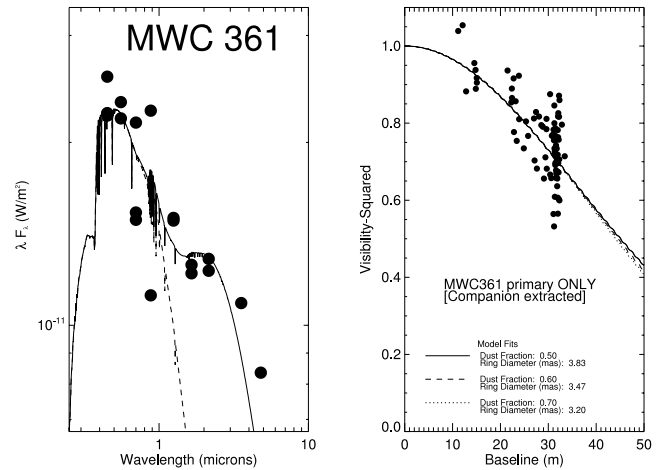 MWC 361
λ Fλ (W/m²)
10⁻¹¹
1
10
Wavelength (microns)
Visibility-Squared
1.0
0.8
0.6
0.4
0.2
0.0
MWC361 primary ONLY
[Companion extracted]
Model Fits
Dust Fraction: 0.50
Ring Diameter (mas): 3.83
Dust Fraction: 0.60
Ring Diameter (mas): 3.47
Dust Fraction: 0.70
Ring Diameter (mas): 3.20
0 10 20 30 40 50
Baseline (m)